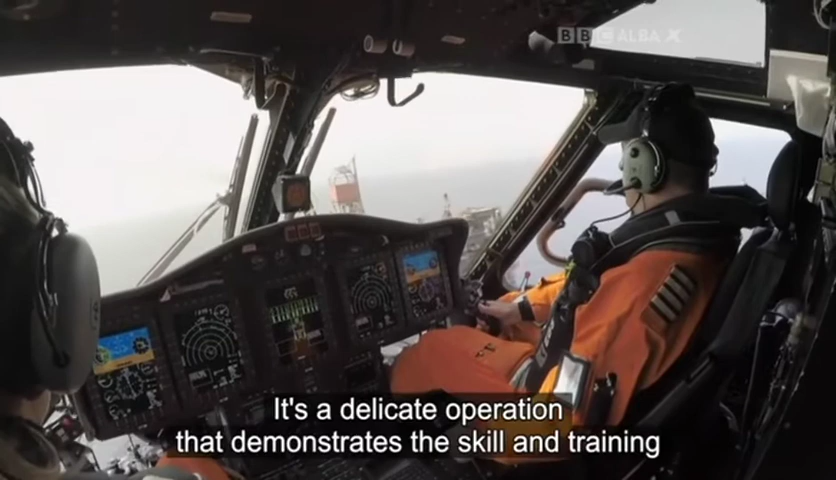 BBC ALBA
It's a delicate operation
that demonstrates the skill and training